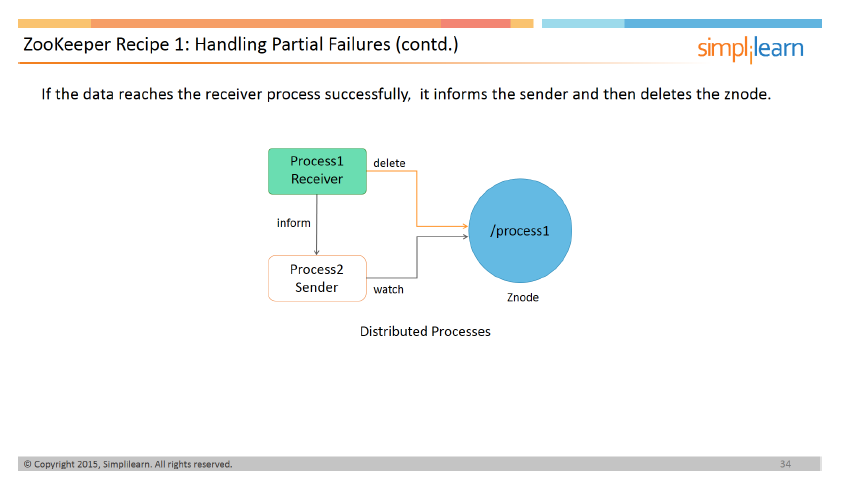 ZooKeeper Recipe 1: Handling Partial Failures (contd.)
simplilearn
If the data reaches the receiver process successfully, it informs the sender and then deletes the znode.
Process1
Receiver
delete
inform
/process1
Process2
Sender
watch
Znode
Distributed Processes
© Copyright 2015, Simplilearn. All rights reserved.
34